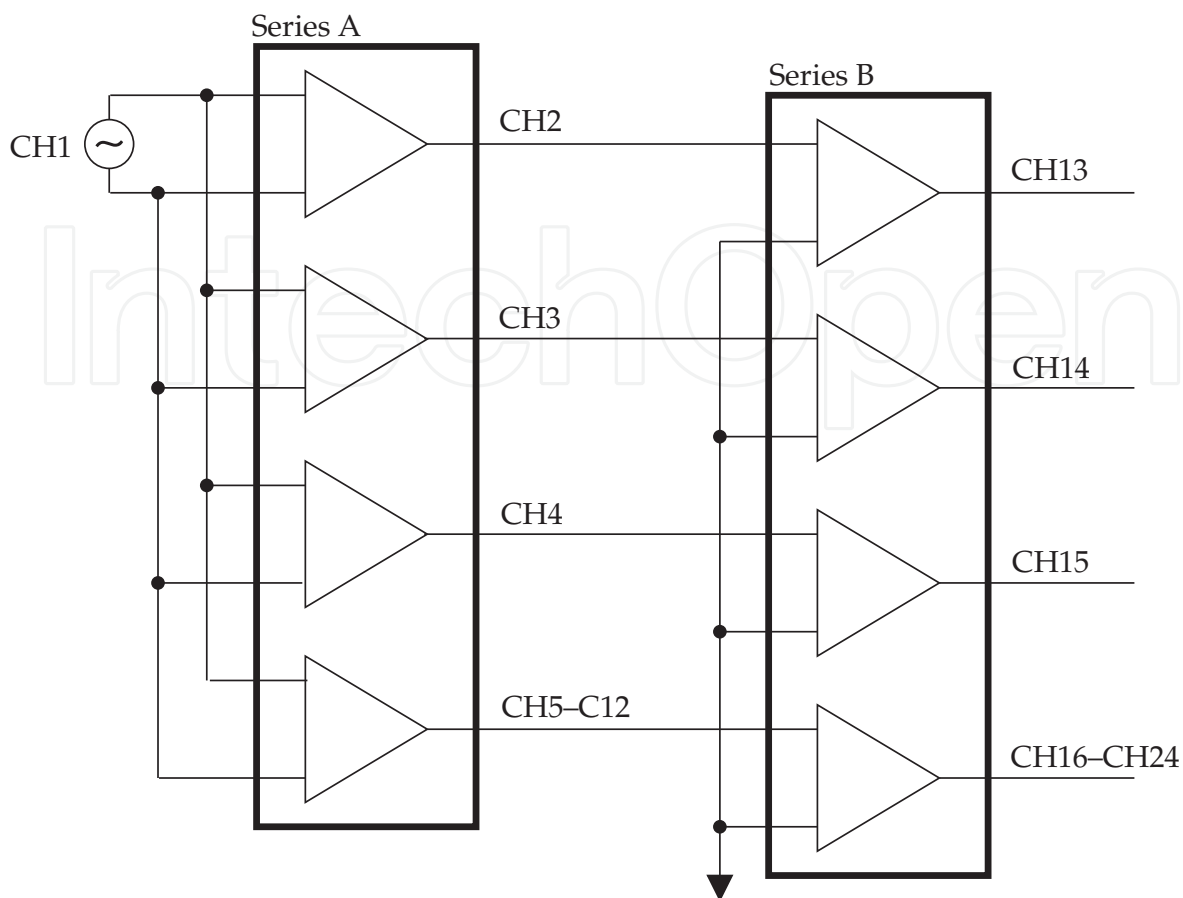 Series A
Series B
CH1
CH2
CH13
CH3
CH14
CH4
CH15
CH5–C12
CH16–CH24
IntechOpen